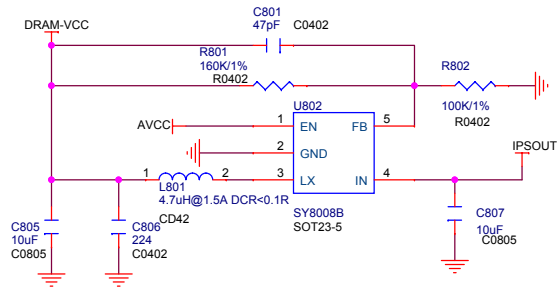 DRAM-VCC
C801
47pF
C0402
R801
160K/1%
R0402
R802
100K/1%
R0402
U802
AVCC
1
EN
FB
5
2
GND
IPSOUT
1
2
3
LX
IN
4
L801
4.7uH@1.5A DCR<0.1R
CD42
SY8008B
SOT23-5
C805
10uF
C0805
C806
224
C0402
C807
10uF
C0805